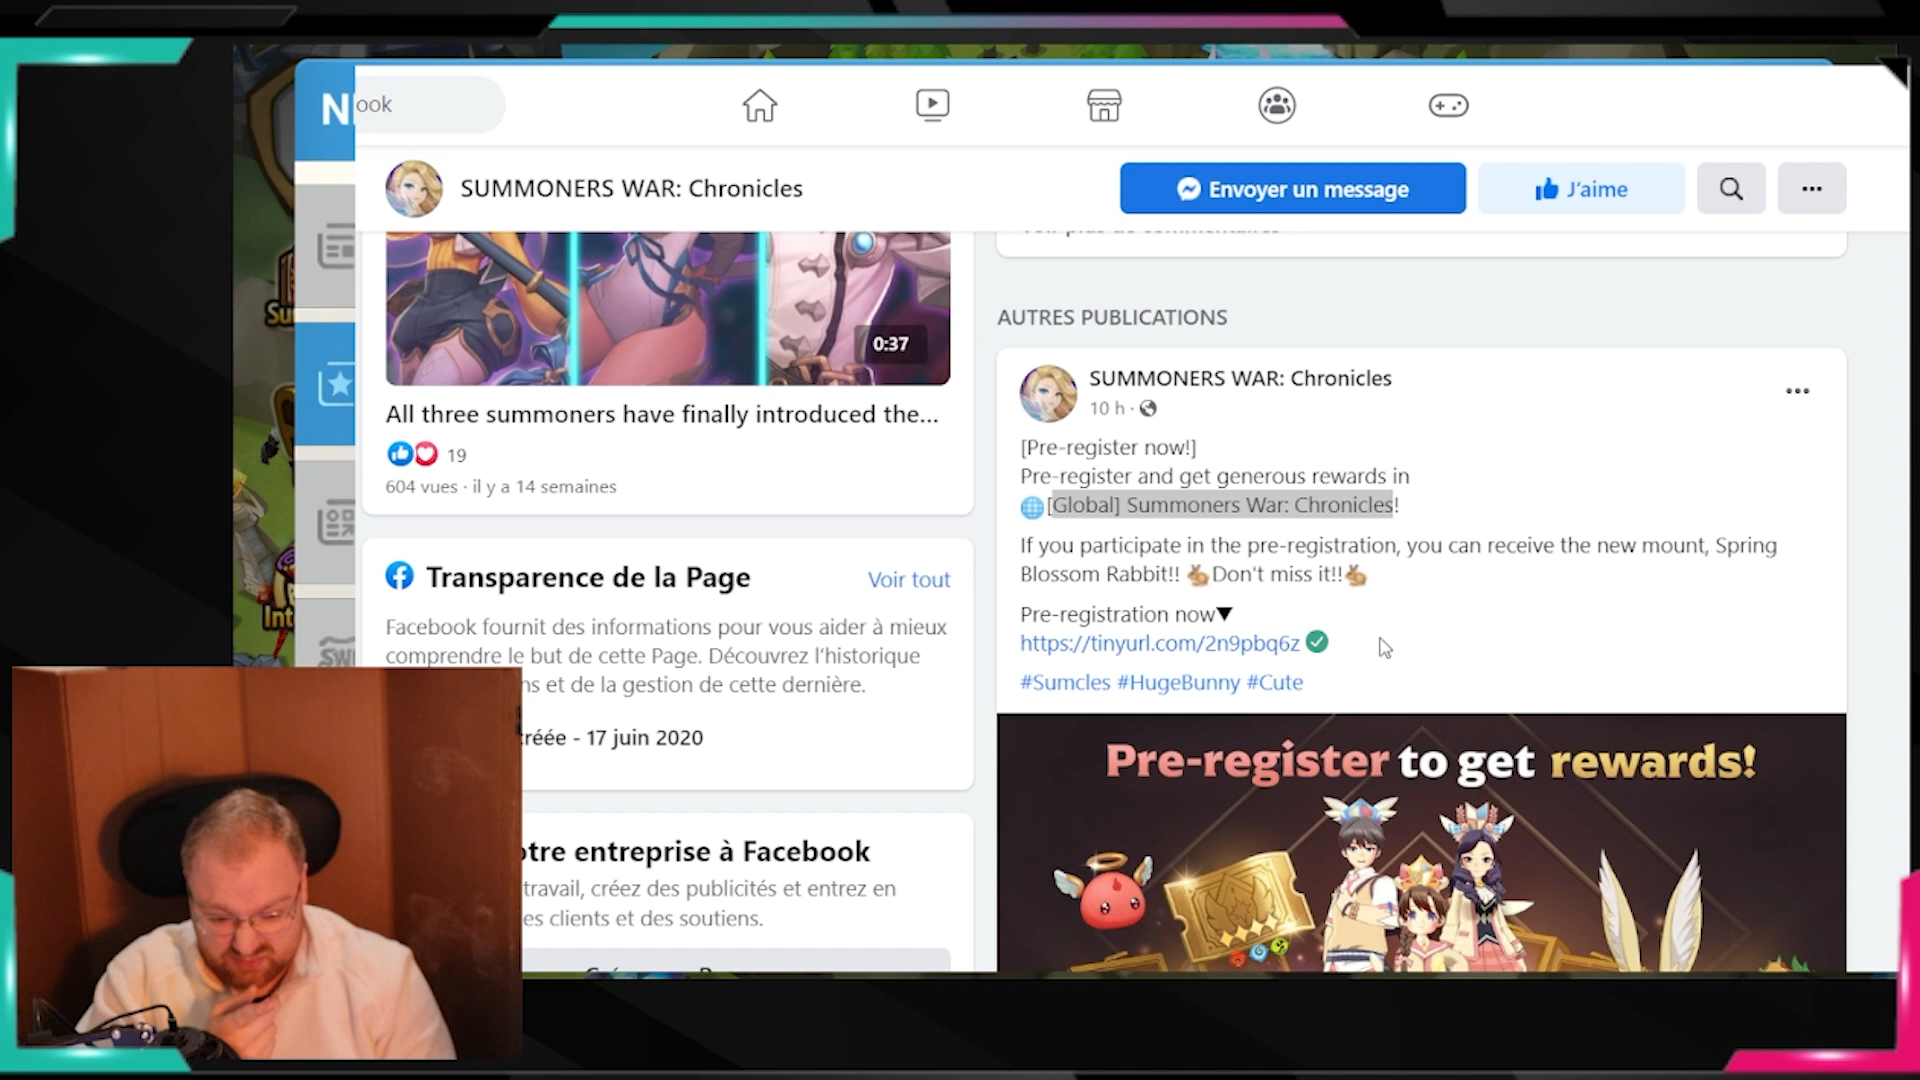 ook
SUMMONERS WAR: Chronicles
Envoyer un message
J'aime
0:37
All three summoners have finally introduced the...
19
604 vues · il y a 14 semaines
Transparence de la Page
Voir tout
Facebook fournit des informations pour vous aider à mieux
comprendre le but de cette Page. Découvrez l'historique
ns et de la gestion de cette dernière.
réée - 17 juin 2020
otre entreprise à Facebook
travail, créez des publicités et entrez en
es clients et des soutiens.
AUTRES PUBLICATIONS
SUMMONERS WAR: Chronicles
10 h ·
[Pre-register now!]
Pre-register and get generous rewards in
[Global] Summoners War: Chronicles!
If you participate in the pre-registration, you can receive the new mount, Spring
Blossom Rabbit!! Don't miss it!!
Pre-registration now▼
https://tinyurl.com/2n9pbq6z
#Sumcles #HugeBunny #Cute
Pre-register to get rewards!